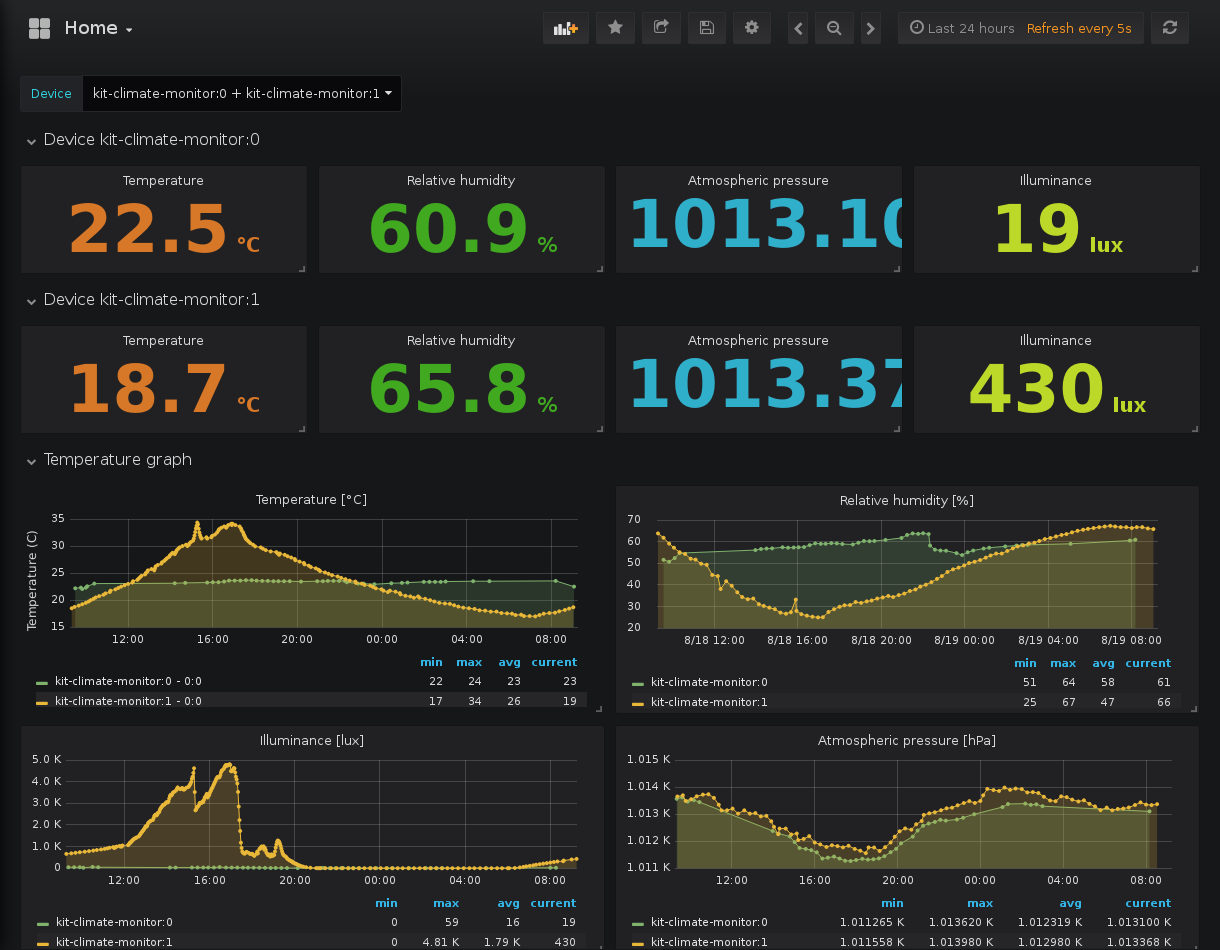 Home
Last 24 hours Refresh every 5s
Device kit-climate-monitor:0 + kit-climate-monitor:1
Device kit-climate-monitor:0
Temperature
22.5 °C
Relative humidity
60.9 %
Atmospheric pressure
1013.10
Illuminance
19 lux
Device kit-climate-monitor:1
Temperature
18.7 °C
Relative humidity
65.8 %
Atmospheric pressure
1013.37
Illuminance
430 lux
Temperature graph
Temperature [°C]
Temperature (C)
35
30
25
20
15
12:00 16:00 20:00 00:00 04:00 08:00
min max avg current
kit-climate-monitor:0 - 0:0 22 24 23 23
kit-climate-monitor:1 - 0:0 17 34 26 19
Relative humidity [%]
70
60
50
40
30
20
8/18 12:00 8/18 16:00 8/18 20:00 8/19 00:00 8/19 04:00 8/19 08:00
min max avg current
kit-climate-monitor:0 51 64 58 61
kit-climate-monitor:1 25 67 47 66
Illuminance [lux]
5.0 K
4.0 K
3.0 K
2.0 K
1.0 K
0
12:00 16:00 20:00 00:00 04:00 08:00
min max avg current
kit-climate-monitor:0 0 59 16 19
kit-climate-monitor:1 0 4.81 K 1.79 K 430
Atmospheric pressure [hPa]
1.015 K
1.014 K
1.013 K
1.012 K
1.011 K
12:00 16:00 20:00 00:00 04:00 08:00
min max avg current
kit-climate-monitor:0 1.011265 K 1.013620 K 1.012319 K 1.013100 K
kit-climate-monitor:1 1.011558 K 1.013980 K 1.012980 K 1.013368 K